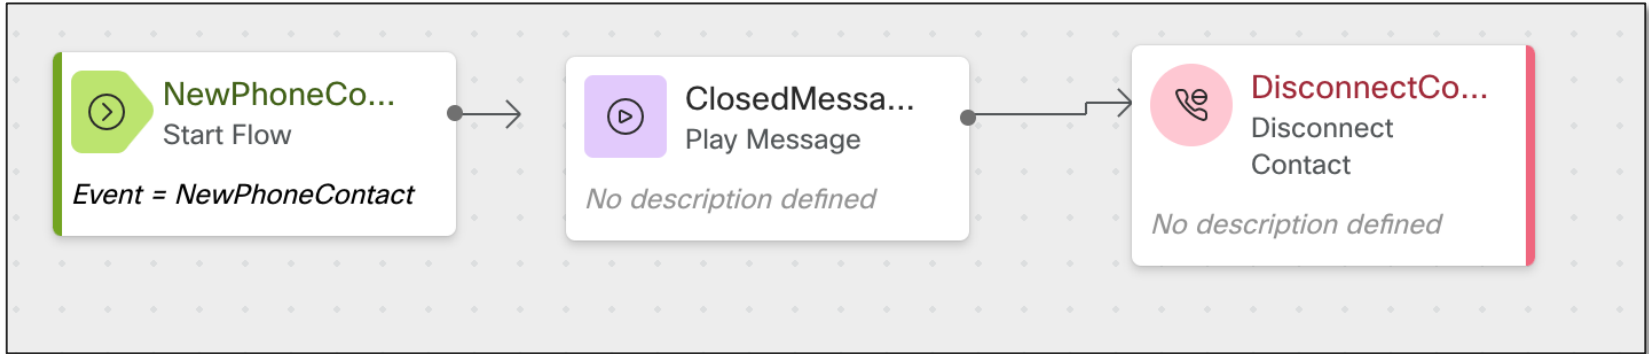 NewPhoneCo...
Start Flow
Event = NewPhoneContact
ClosedMessa...
Play Message
No description defined
DisconnectCo...
Disconnect
Contact
No description defined